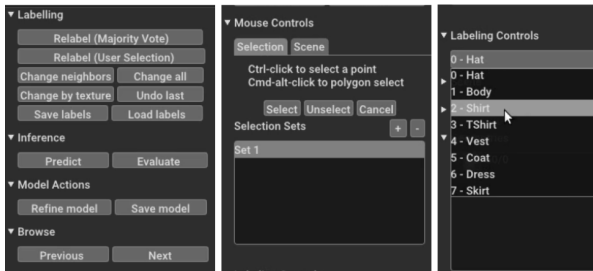 Labelling
Relabel (Majority Vote)
Relabel (User Selection)
Change neighbors Change all
Change by texture Undo last
Save labels Load labels
Inference
Predict Evaluate
Model Actions
Refine model Save model
Browse
Previous Next
Mouse Controls
Selection Scene
Ctrl-click to select a point
Cmd-alt-click to polygon select
Select Unselect Cancel
Selection Sets + -
Set 1
Labeling Controls
0 - Hat
0 - Hat
1 - Body
2 - Shirt
3 - TShirt
4 - Vest
5 - Coat
6 - Dress
7 - Skirt